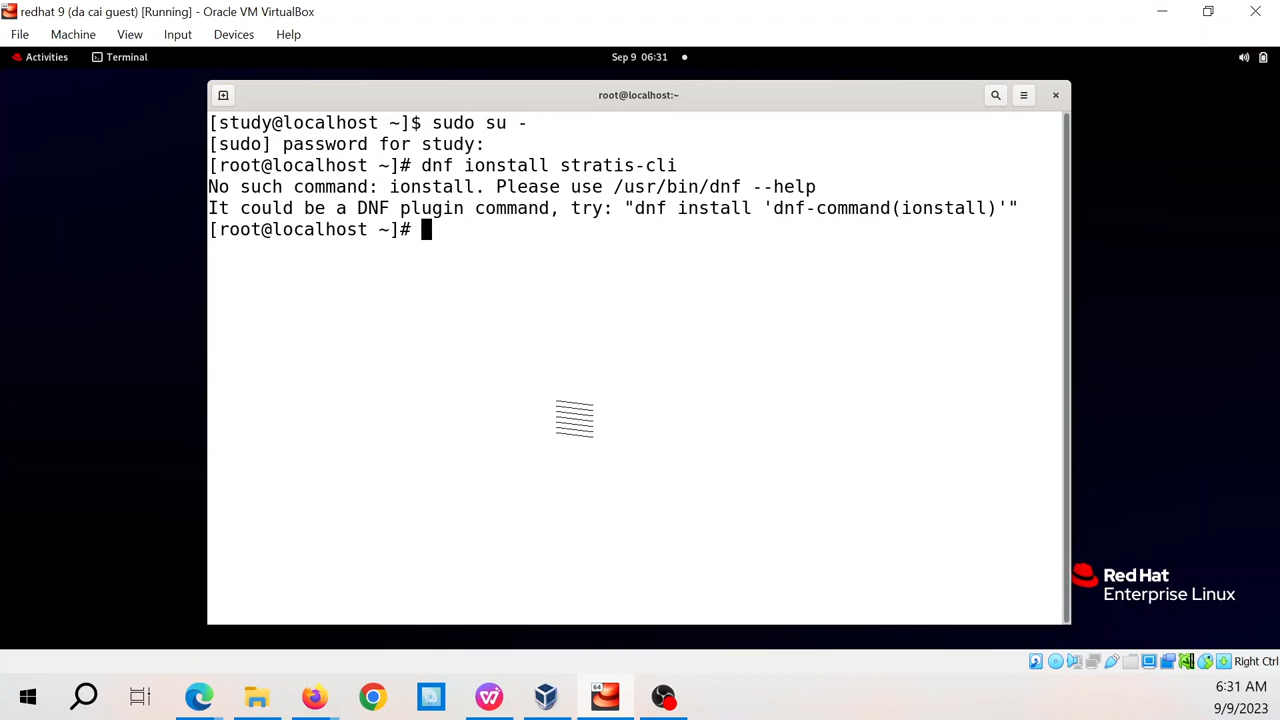 redhat 9 (da cai guest) [Running] - Oracle VM VirtualBox
File Machine View Input Devices Help
Activities Terminal Sep 9 06:31
root@localhost:~
[study@localhost ~]$ sudo su -
[sudo] password for study:
[root@localhost ~]# dnf ionstall stratis-cli
No such command: ionstall. Please use /usr/bin/dnf --help
It could be a DNF plugin command, try: "dnf install 'dnf-command(ionstall)'"
[root@localhost ~]#
Red Hat
Enterprise Linux
Right Ctrl
64
6:31 AM
9/9/2023